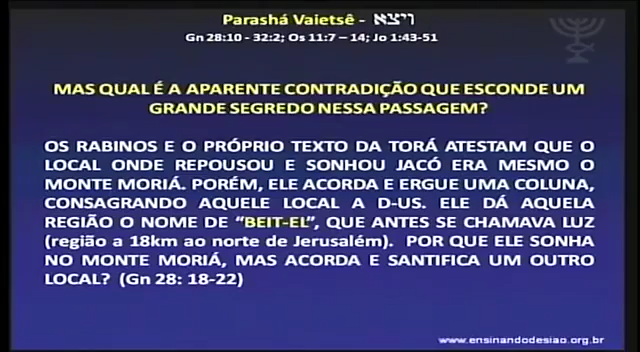 Parashá Vaietsê - ויצא
Gn 28:10 - 32:2; Os 11:7 – 14; Jo 1:43-51
MAS QUAL É A APARENTE CONTRADIÇÃO QUE ESCONDE UM
GRANDE SEGREDO NESSA PASSAGEM?
OS RABINOS E O PRÓPRIO TEXTO DA TORÁ ATESTAM QUE O
LOCAL ONDE REPOUSOU E SONHOU JACÓ ERA MESMO O
MONTE MORIÁ. PORÉM, ELE ACORDA E ERGUE UMA COLUNA,
CONSAGRANDO AQUELE LOCAL A D-US. ELE DÁ AQUELA
REGIÃO O NOME DE “BEIT-EL”, QUE ANTES SE CHAMAVA LUZ
(região a 18km ao norte de Jerusalém). POR QUE ELE SONHA
NO MONTE MORIÁ, MAS ACORDA E SANTIFICA UM OUTRO
LOCAL? (Gn 28: 18-22)
www.ensinandodesiao.org.br